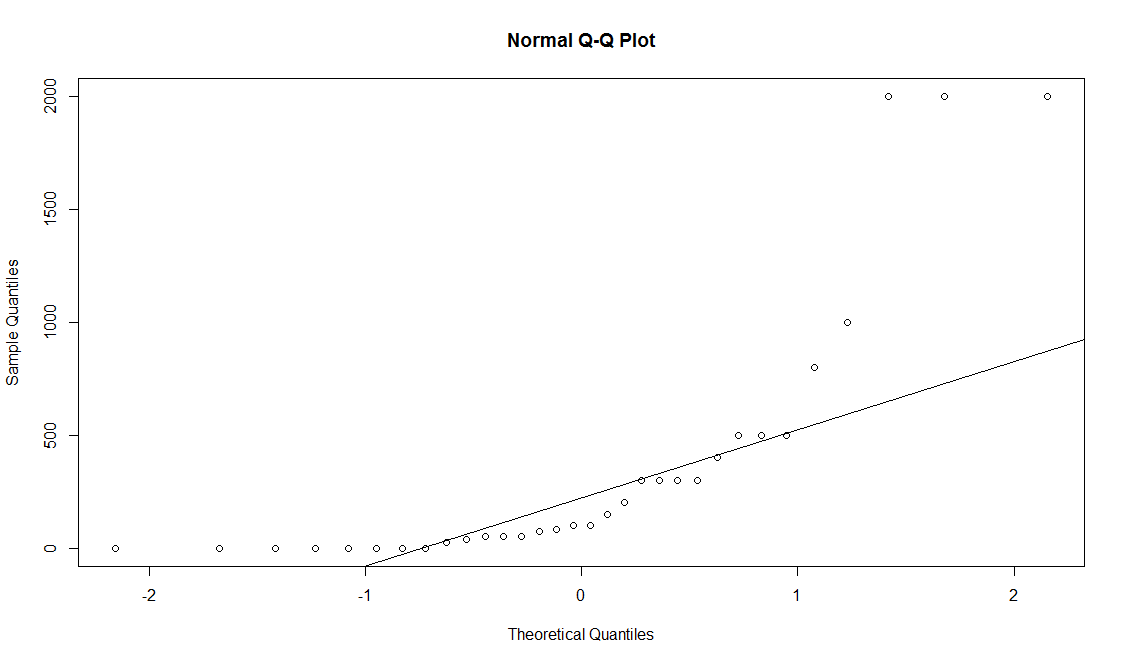 Normal Q-Q Plot
Sample Quantiles
2000
1500
1000
500
0
-2 -1 0 1 2
Theoretical Quantiles